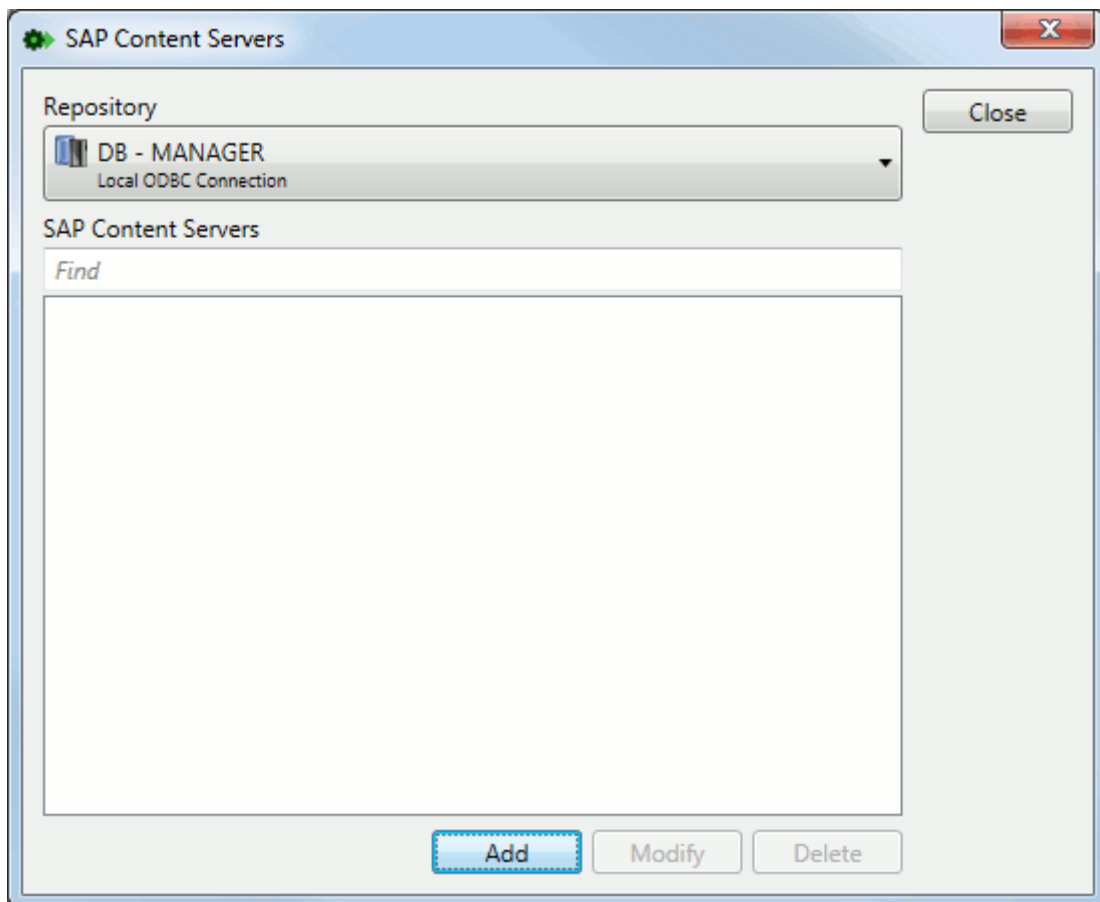 SAP Content Servers
Repository
Close
DB - MANAGER
Local ODBC Connection
SAP Content Servers
Find
Add Modify Delete